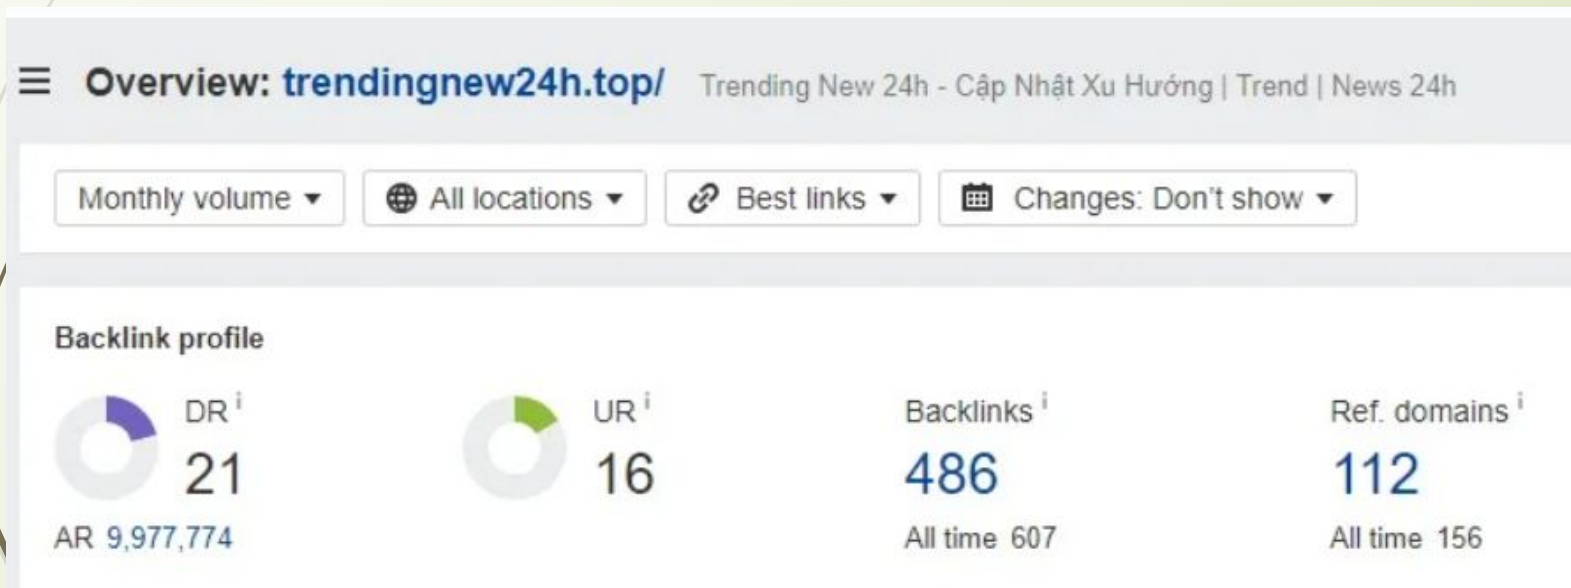 Overview: trendingnew24h.top/ Trending New 24h - Cập Nhật Xu Hướng | Trend | News 24h
Monthly volume All locations Best links Changes: Don't show
Backlink profile
DR i UR i Backlinks i Ref. domains i
21 16 486 112
AR 9,977,774 All time 607 All time 156